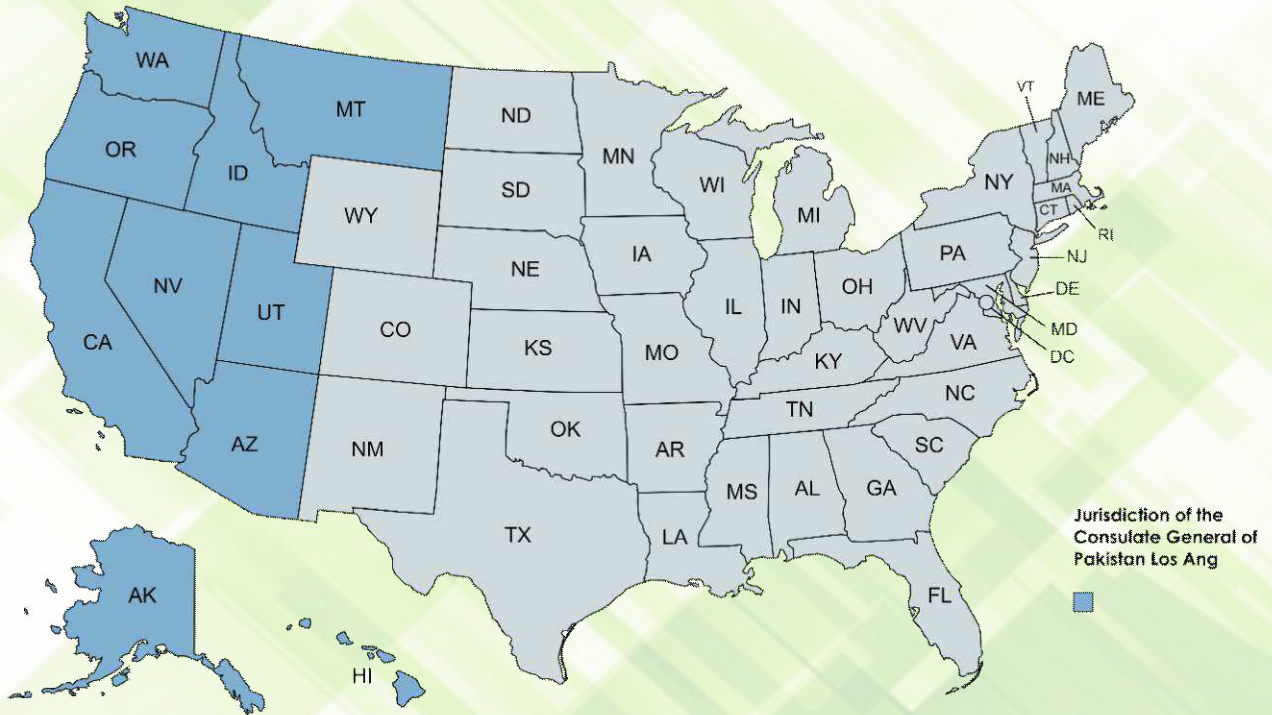 WA
MT
ND
MN
VT
ME
OR
ID
SD
WI
MI
NY
NH
MA
CT
RI
WY
NE
IA
PA
NJ
NV
UT
CO
KS
IL
IN
OH
DE
CA
MO
WV
MD
KY
VA
DC
AZ
NM
OK
AR
TN
NC
SC
TX
LA
MS
AL
GA
FL
AK
HI
Jurisdiction of the
Consulate General of
Pakistan Los Ang